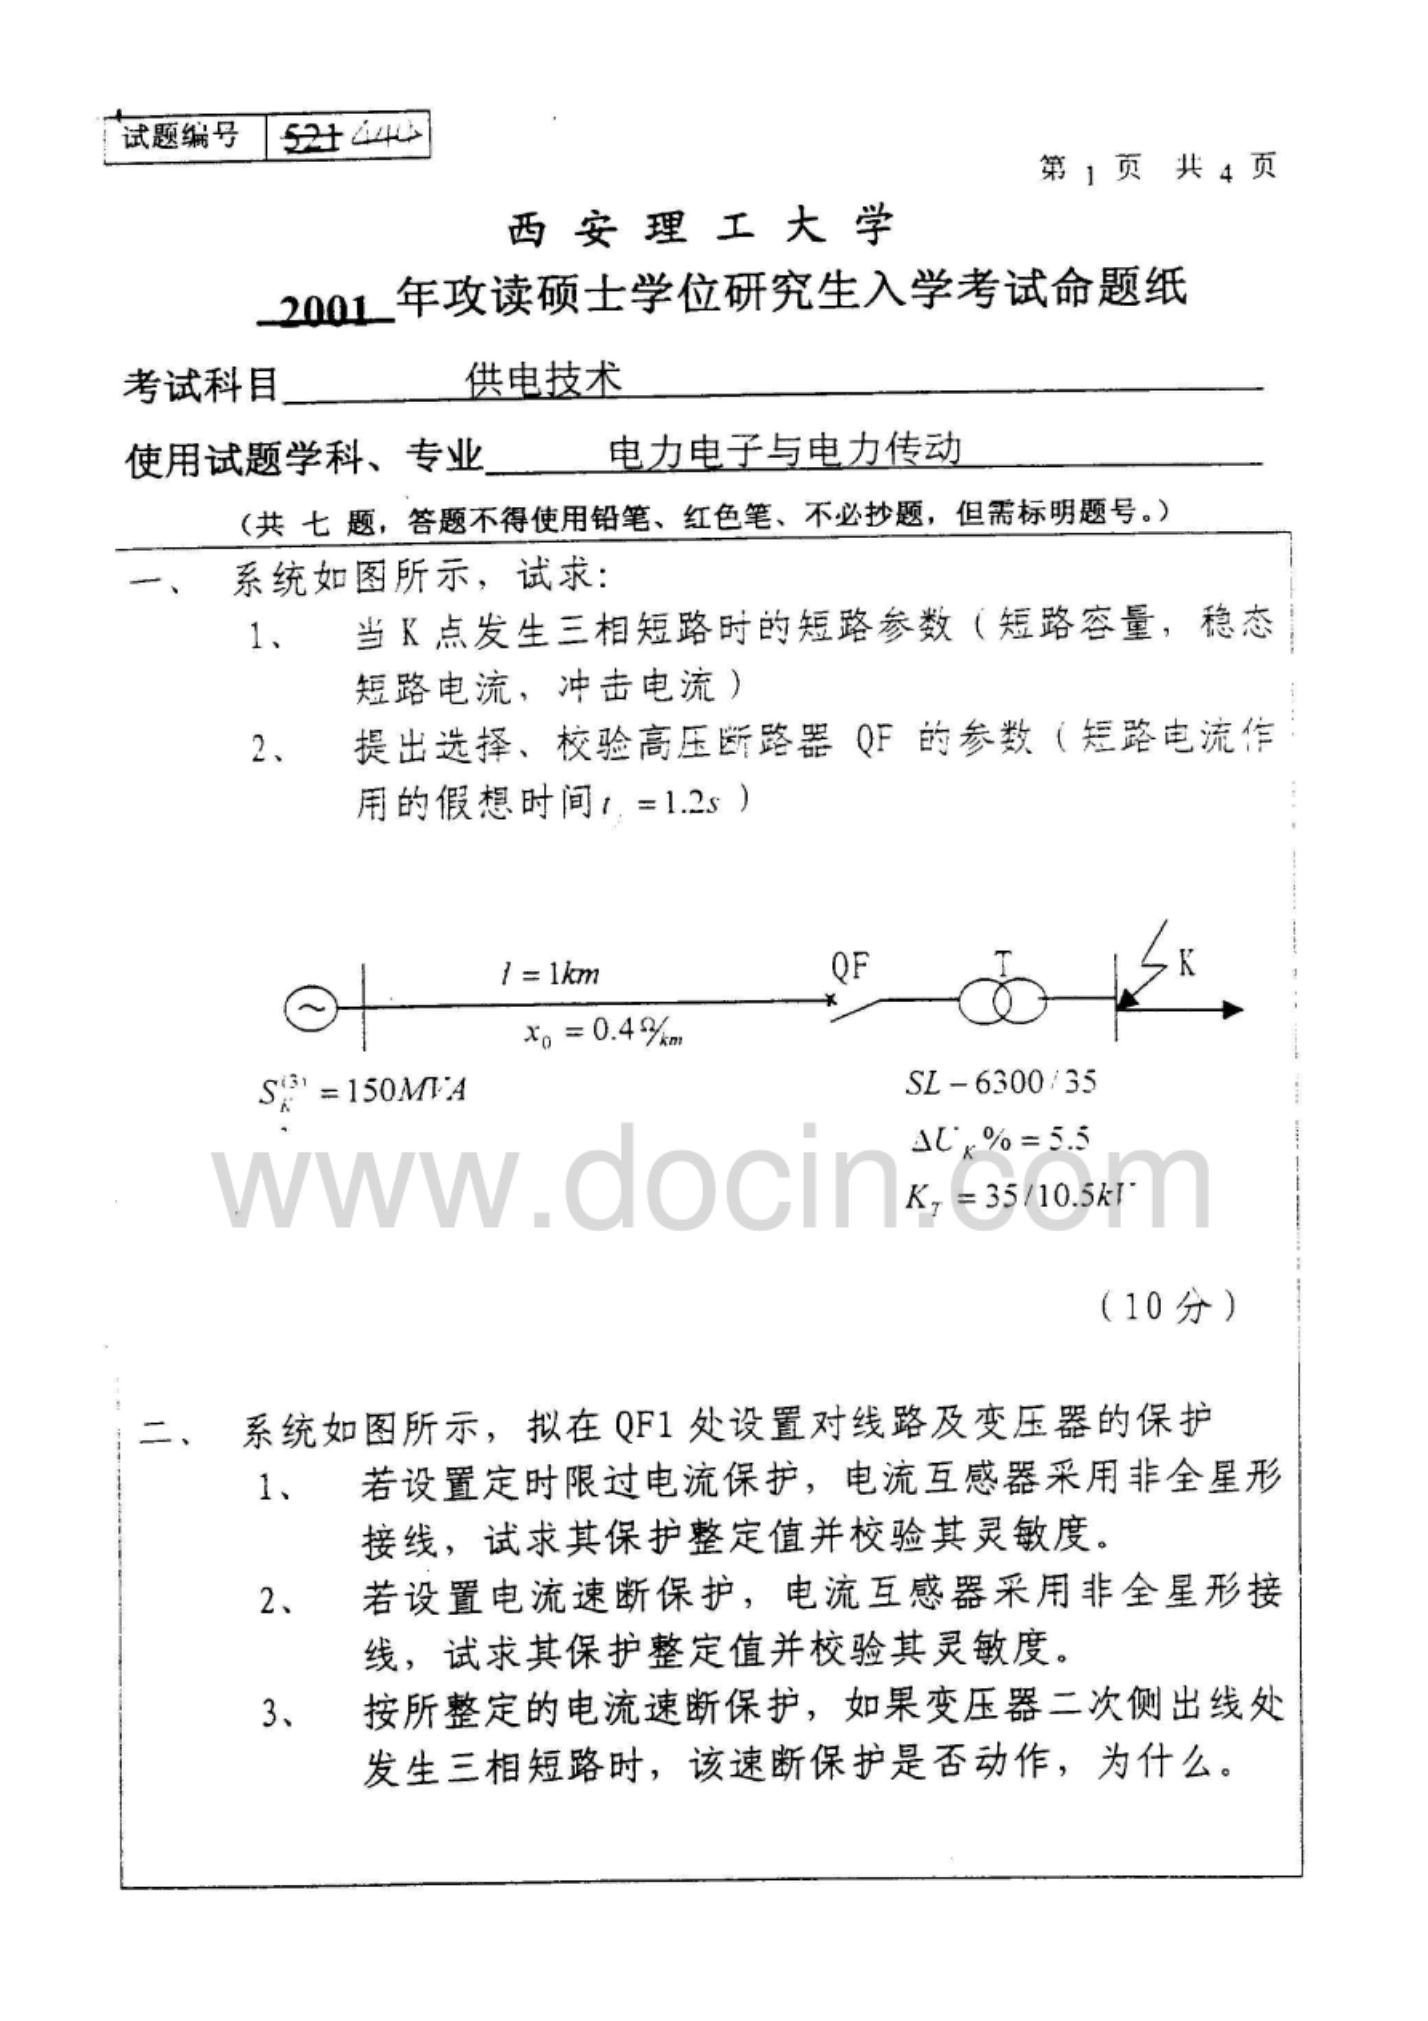 试题编号 521
第 1 页 共 4 页
西安理工大学
2001 年攻读硕士学位研究生入学考试命题纸
考试科目 供电技术
使用试题学科、专业 电力电子与电力传动
（共 七 题，答题不得使用铅笔、红色笔、不必抄题，但需标明题号。）
一、 系统如图所示，试求：
1、 当 K 点发生三相短路时的短路参数（短路容量，稳态
短路电流，冲击电流）
2、 提出选择、校验高压断路器 QF 的参数（短路电流作
用的假想时间 t =1.2s ）
l = 1km
QF
T
K
~
x₀ = 0.4 Ω/km
S_K^(3) = 150MVA
SL – 6300/35
ΔU_K% = 5.5
K_T = 35/10.5kV
www.docin.com
（10 分）
二、 系统如图所示，拟在 QF1 处设置对线路及变压器的保护
1、 若设置定时限过电流保护，电流互感器采用非全星形
接线，试求其保护整定值并校验其灵敏度。
2、 若设置电流速断保护，电流互感器采用非全星形接
线，试求其保护整定值并校验其灵敏度。
3、 按所整定的电流速断保护，如果变压器二次侧出线处
发生三相短路时，该速断保护是否动作，为什么。